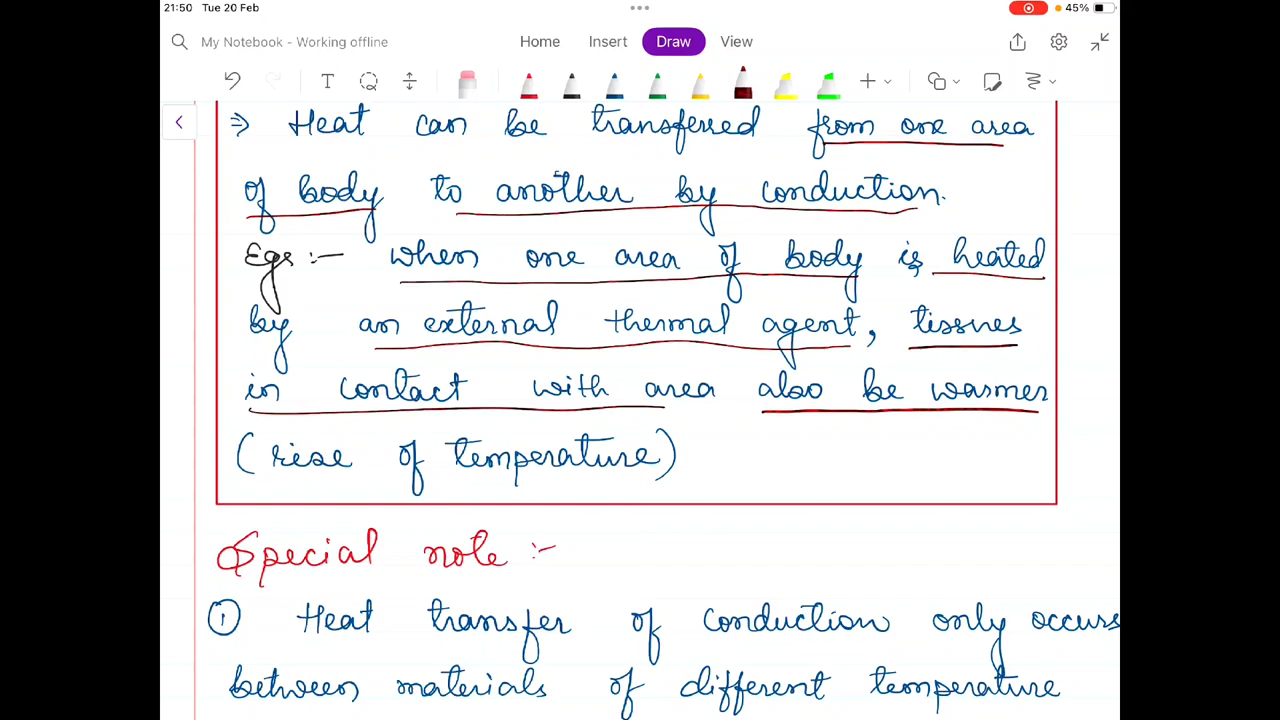 21:50 Tue 20 Feb
45%
My Notebook - Working offline
Home Insert Draw View
⇒ Heat can be transferred from one area
of body to another by conduction.
Egs :- when one area of body is heated
by an external thermal agent, tissues
in contact with area also be warmer
(rise of temperature)
Special note :-
① Heat transfer of conduction only occurs
between materials of different temperature